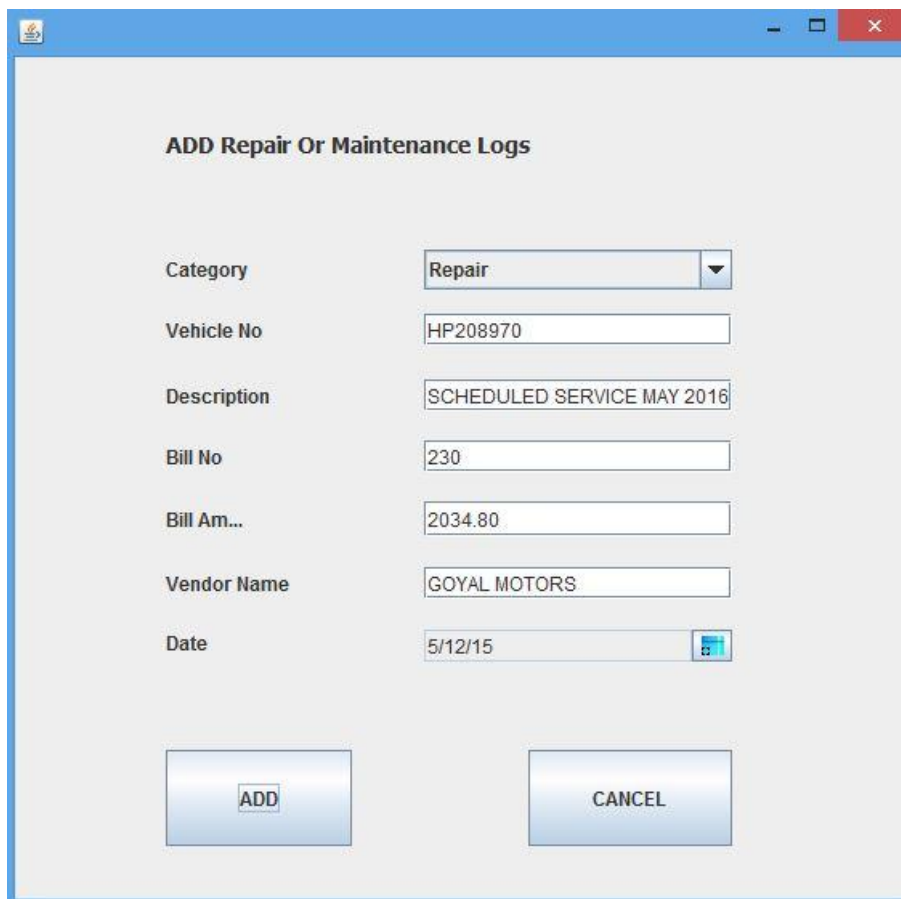 ADD Repair Or Maintenance Logs
Category Repair
Vehicle No HP208970
Description SCHEDULED SERVICE MAY 2016
Bill No 230
Bill Am... 2034.80
Vendor Name GOYAL MOTORS
Date 5/12/15
ADD CANCEL